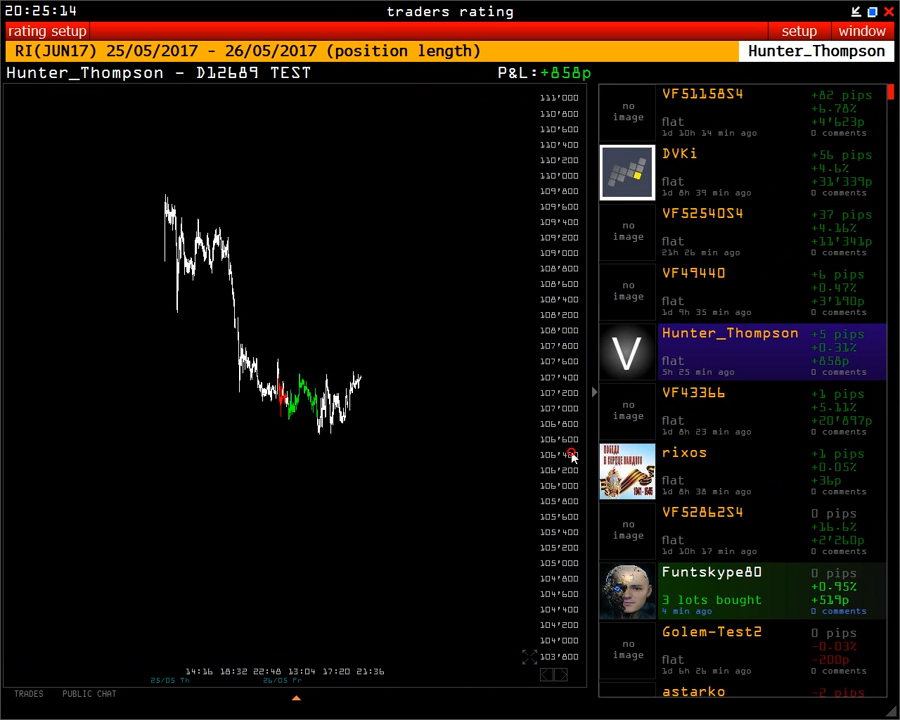 20:25:14
traders rating
rating setup
setup
window
RI(JUN17) 25/05/2017 - 26/05/2017 (position length)
Hunter_Thompson
Hunter_Thompson - D12689 TEST
P&L:+858p
111'000
110'800
110'600
110'400
110'200
110'000
109'800
109'600
109'400
109'200
109'000
108'800
108'600
108'400
108'200
108'000
107'800
107'600
107'400
107'200
107'000
106'800
106'600
106'200
106'000
105'800
105'600
105'400
105'200
105'000
104'800
104'600
104'400
104'200
104'000
103'800
14:16 18:32 22:48 13:04 17:20 21:36
25/05 Th
26/05 Fr
TRADES
PUBLIC CHAT
no image
VF51158S4
+82 pips
+6.78%
flat
+4'623p
1d 10h 14 min ago
0 comments
DVKi
+56 pips
+4.6%
flat
+31'339p
1d 8h 39 min ago
0 comments
no image
VF52540S4
+37 pips
+4.16%
flat
+11'341p
21h 26 min ago
0 comments
no image
VF49440
+6 pips
+0.47%
flat
+3'190p
1d 9h 35 min ago
0 comments
V
Hunter_Thompson
+5 pips
+0.31%
flat
+858p
5h 25 min ago
0 comments
no image
VF43366
+1 pips
+5.11%
flat
+20'897p
1d 8h 23 min ago
0 comments
rixos
+1 pips
+0.05%
flat
+36p
1d 8h 38 min ago
0 comments
no image
VF52862S4
0 pips
+16.6%
flat
+2'260p
1d 10h 17 min ago
0 comments
Funtskype80
0 pips
+0.95%
3 lots bought
+519p
4 min ago
0 comments
no image
Golem-Test2
0 pips
-0.03%
flat
-200p
1d 6h 26 min ago
0 comments
astarko
-2 pips